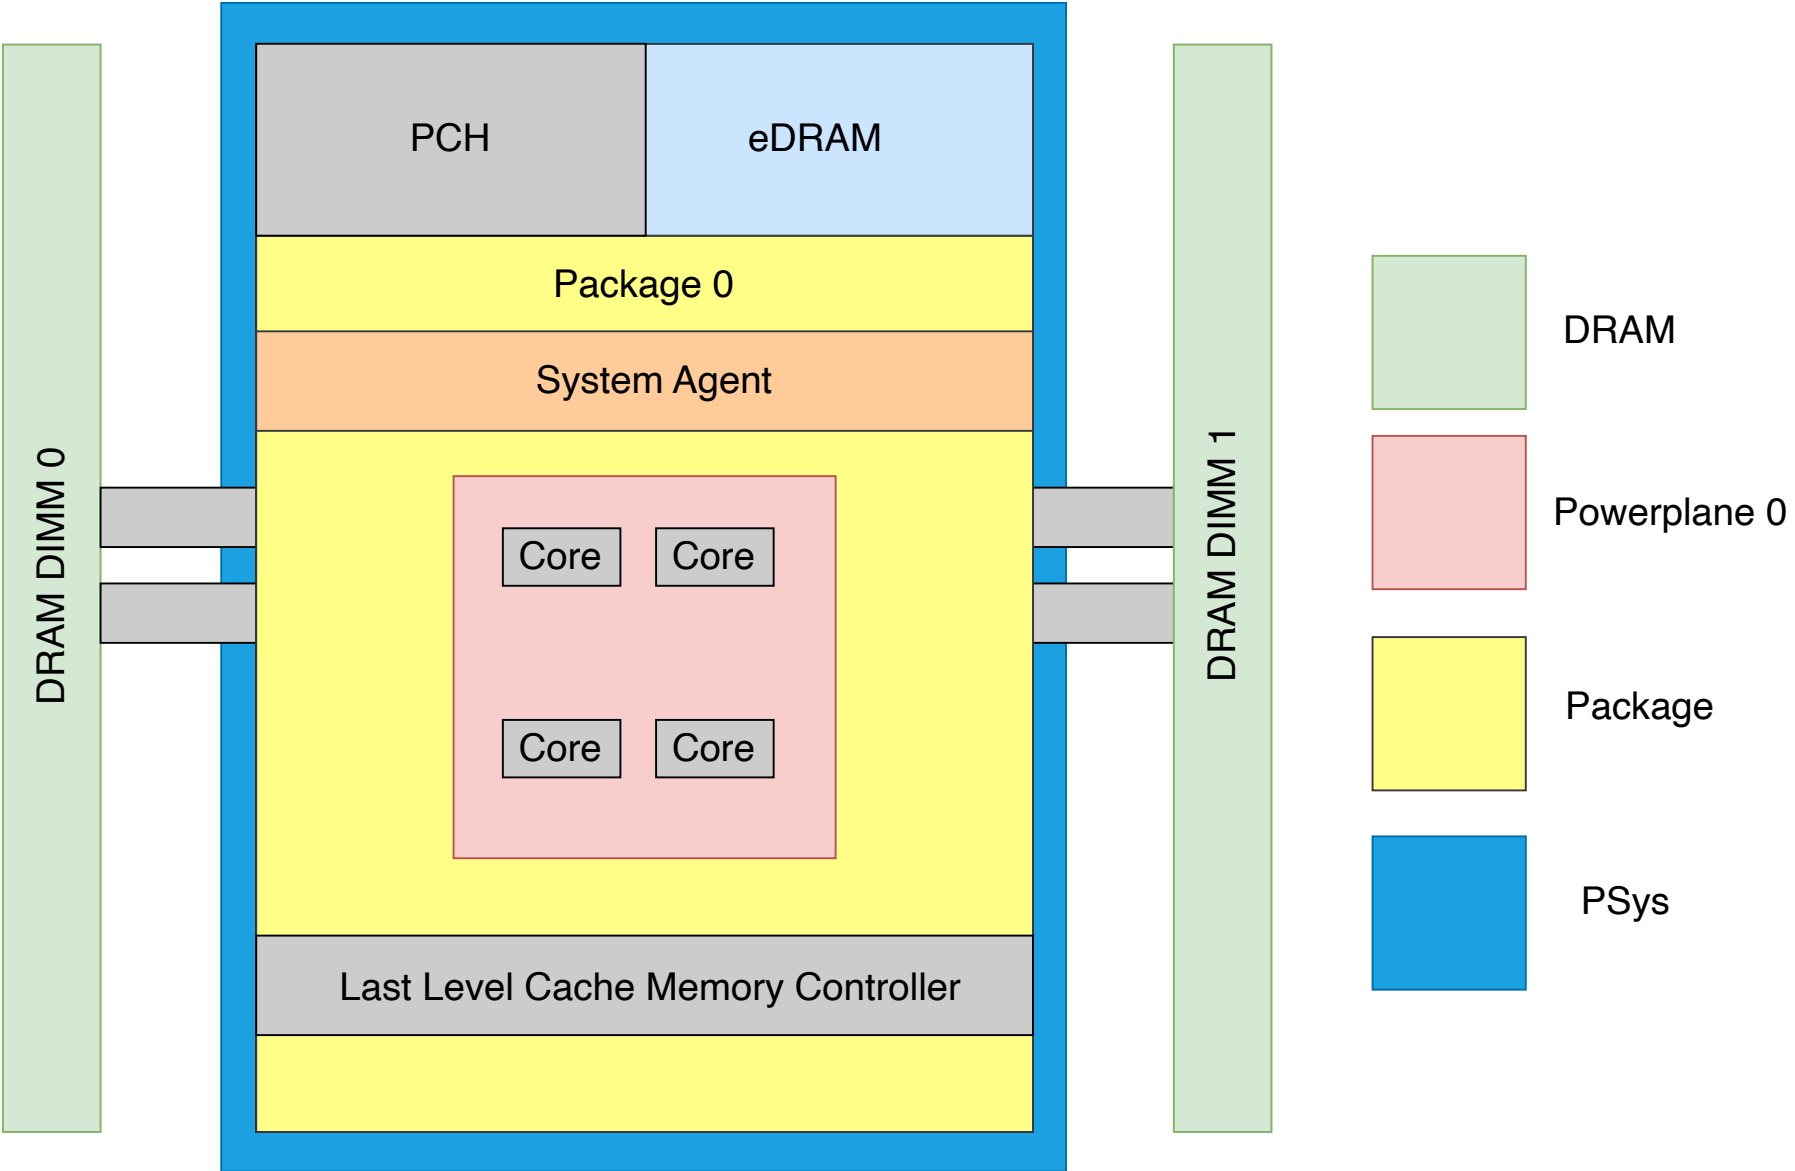 PCH
eDRAM
Package 0
System Agent
DRAM DIMM 0
Core
Core
Core
Core
Last Level Cache Memory Controller
DRAM DIMM 1
DRAM
Powerplane 0
Package
PSys